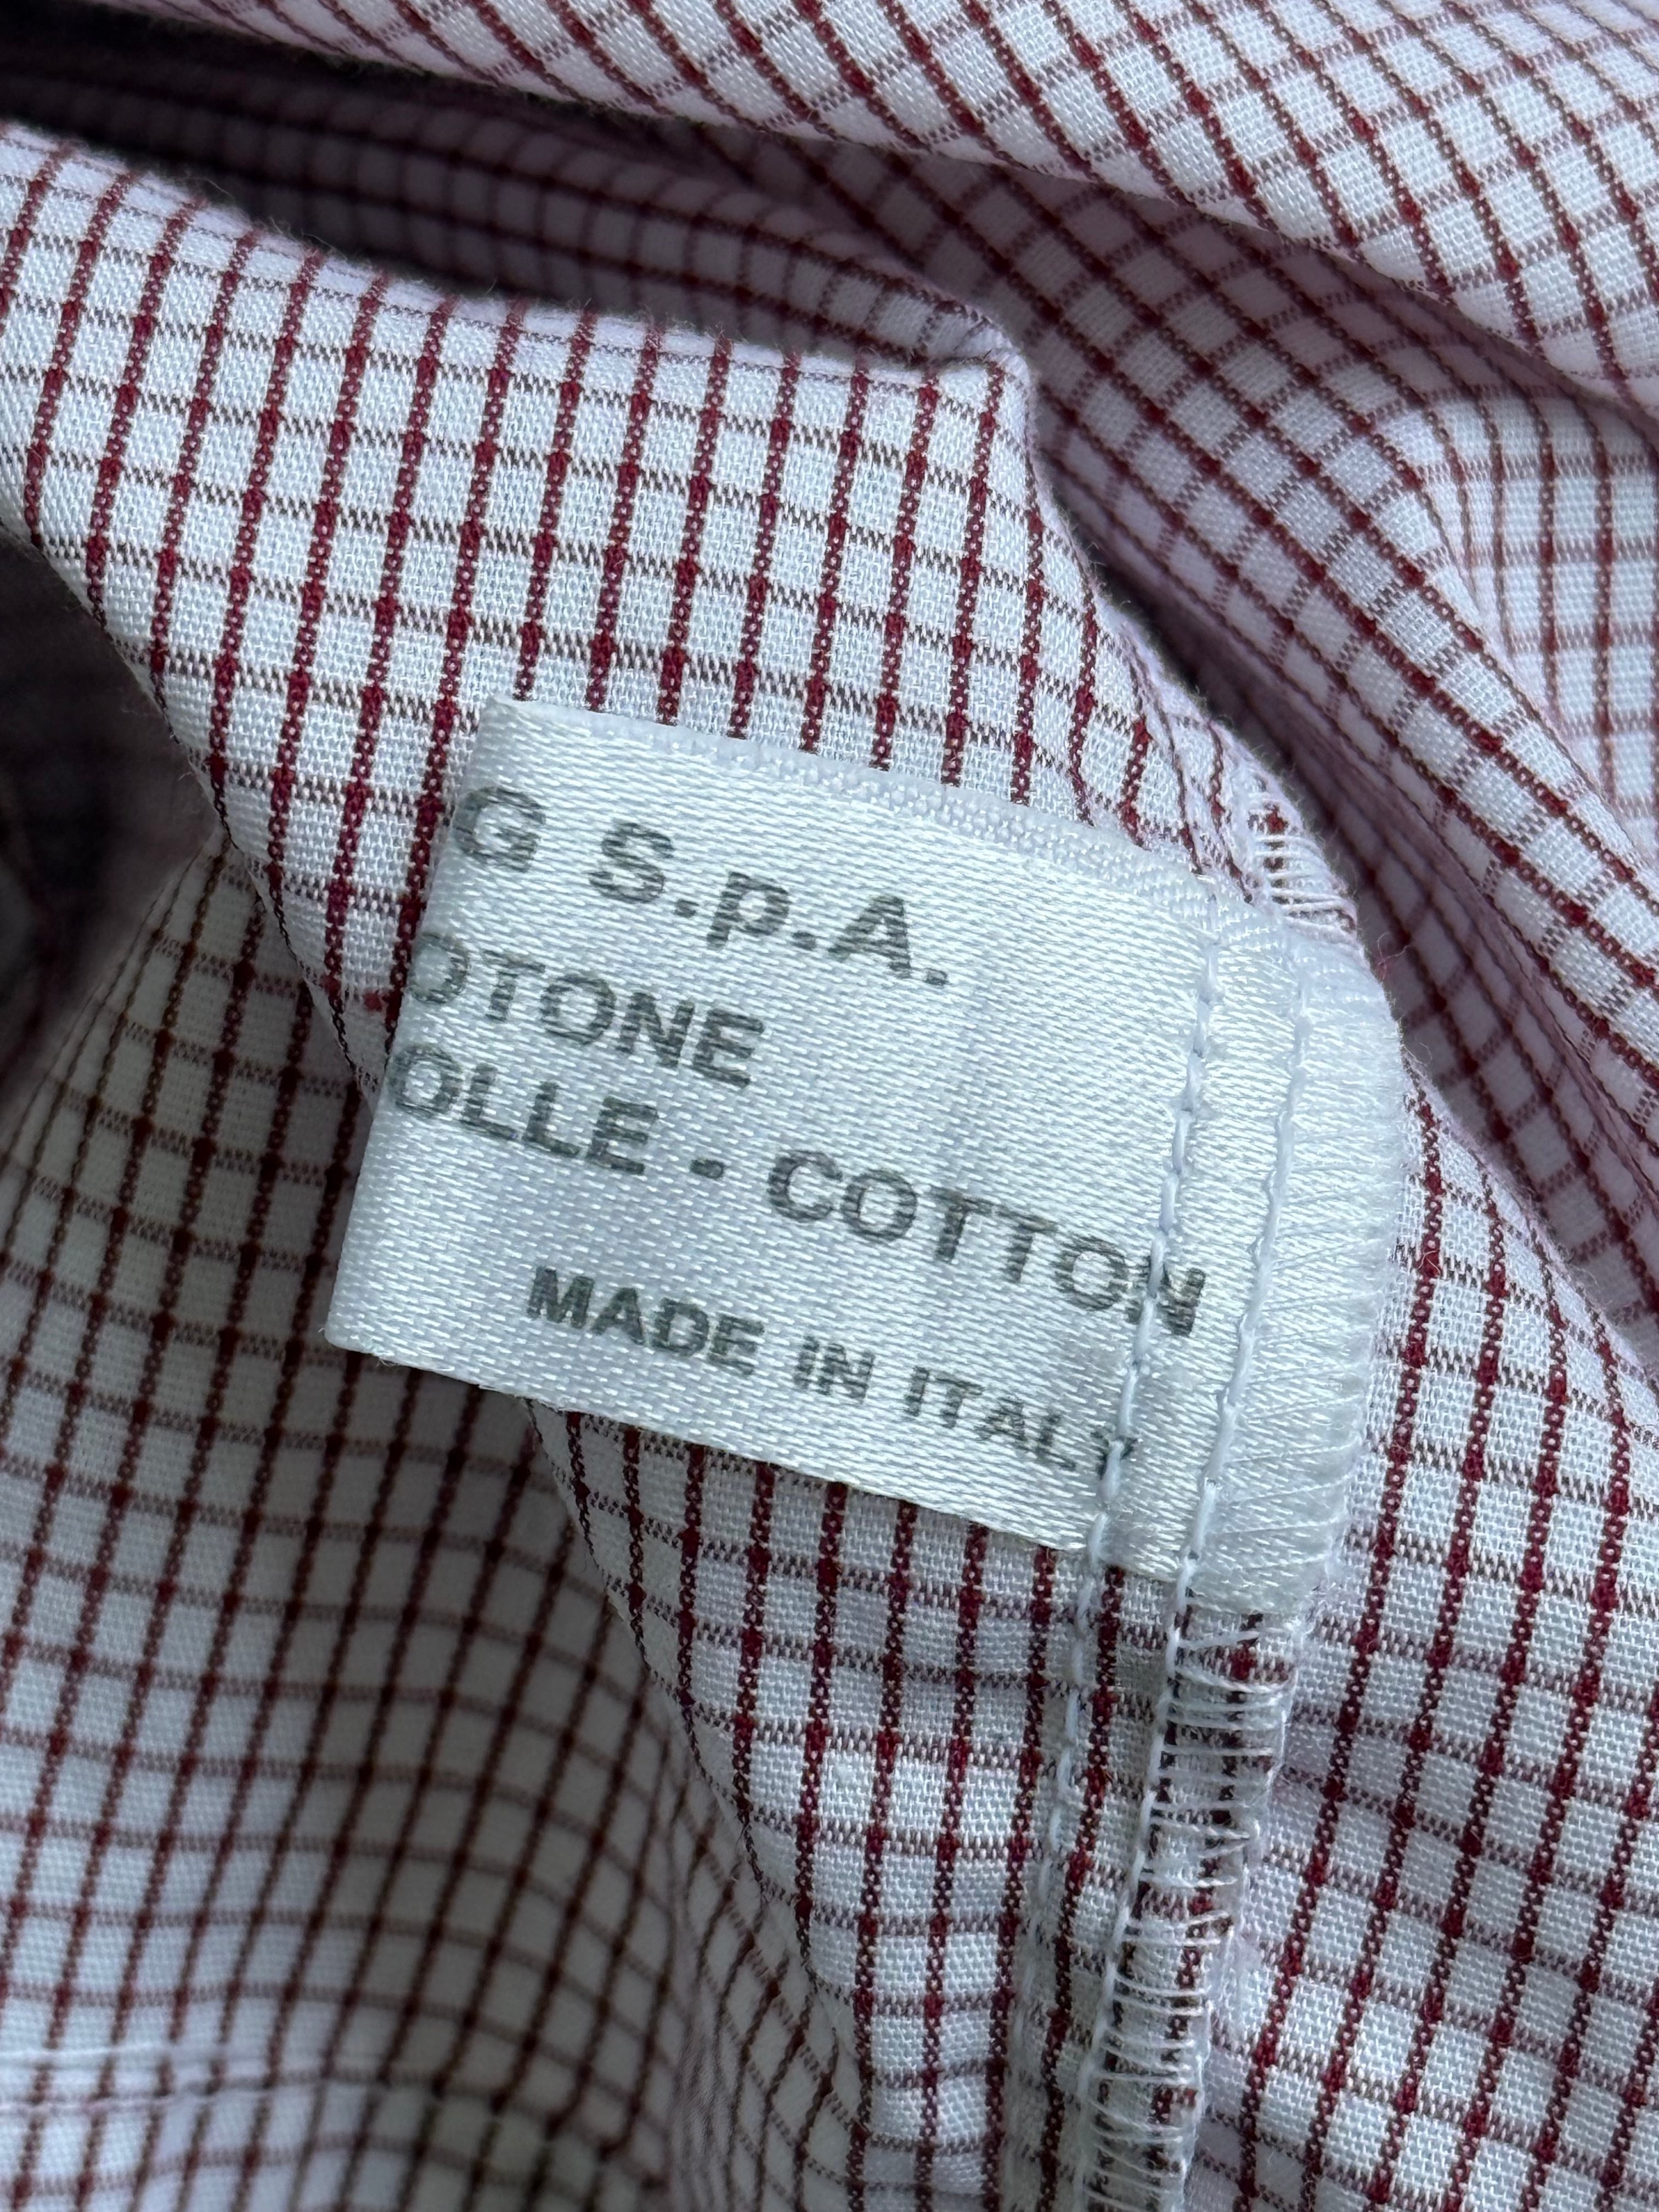 G S.p.A.
OTONE
OLLE - COTTON
MADE IN ITALY